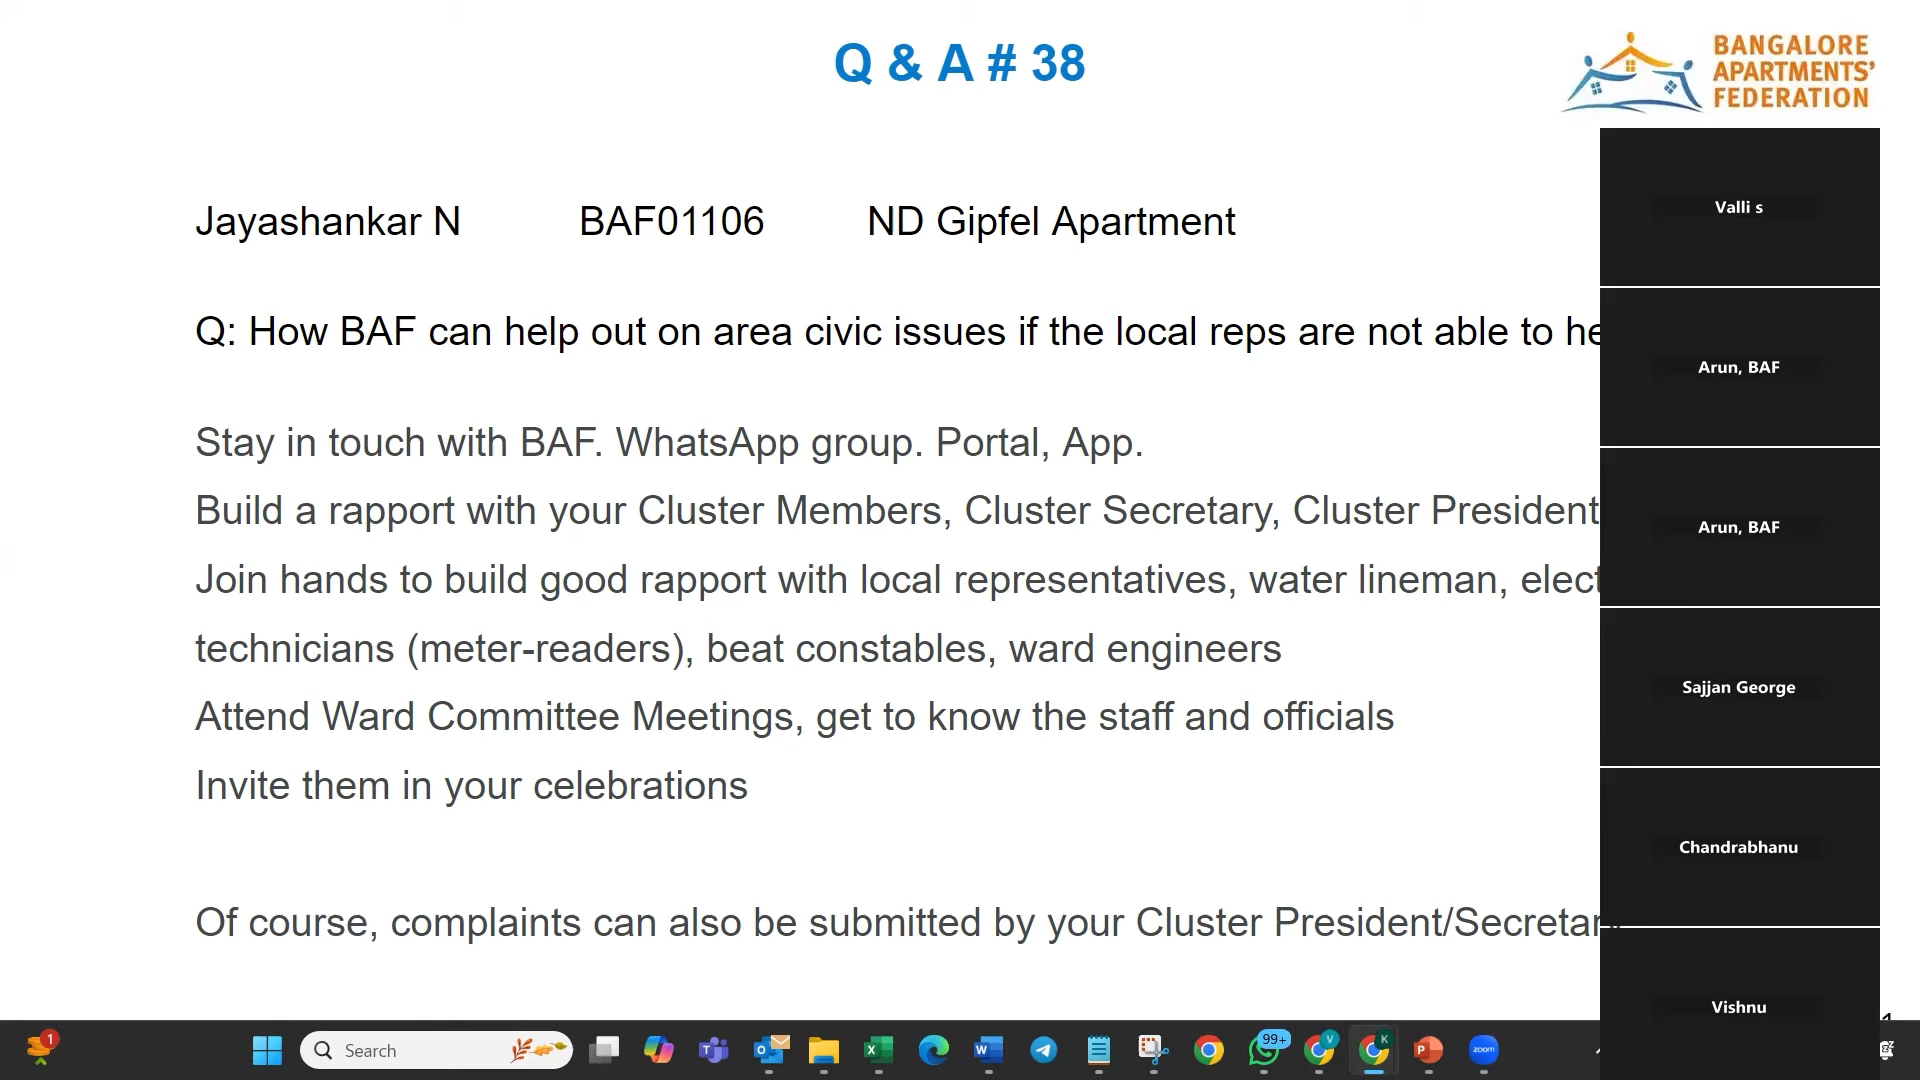 Q & A # 38
BANGALORE
APARTMENTS’
FEDERATION
Jayashankar N BAF01106 ND Gipfel Apartment
Q: How BAF can help out on area civic issues if the local reps are not able to he
Stay in touch with BAF. WhatsApp group. Portal, App.
Build a rapport with your Cluster Members, Cluster Secretary, Cluster President
Join hands to build good rapport with local representatives, water lineman, elect
technicians (meter-readers), beat constables, ward engineers
Attend Ward Committee Meetings, get to know the staff and officials
Invite them in your celebrations
Of course, complaints can also be submitted by your Cluster President/Secretary
Valli s
Arun, BAF
Arun, BAF
Sajjan George
Chandrabhanu
Vishnu
1
Search
99+
V
K
zoom